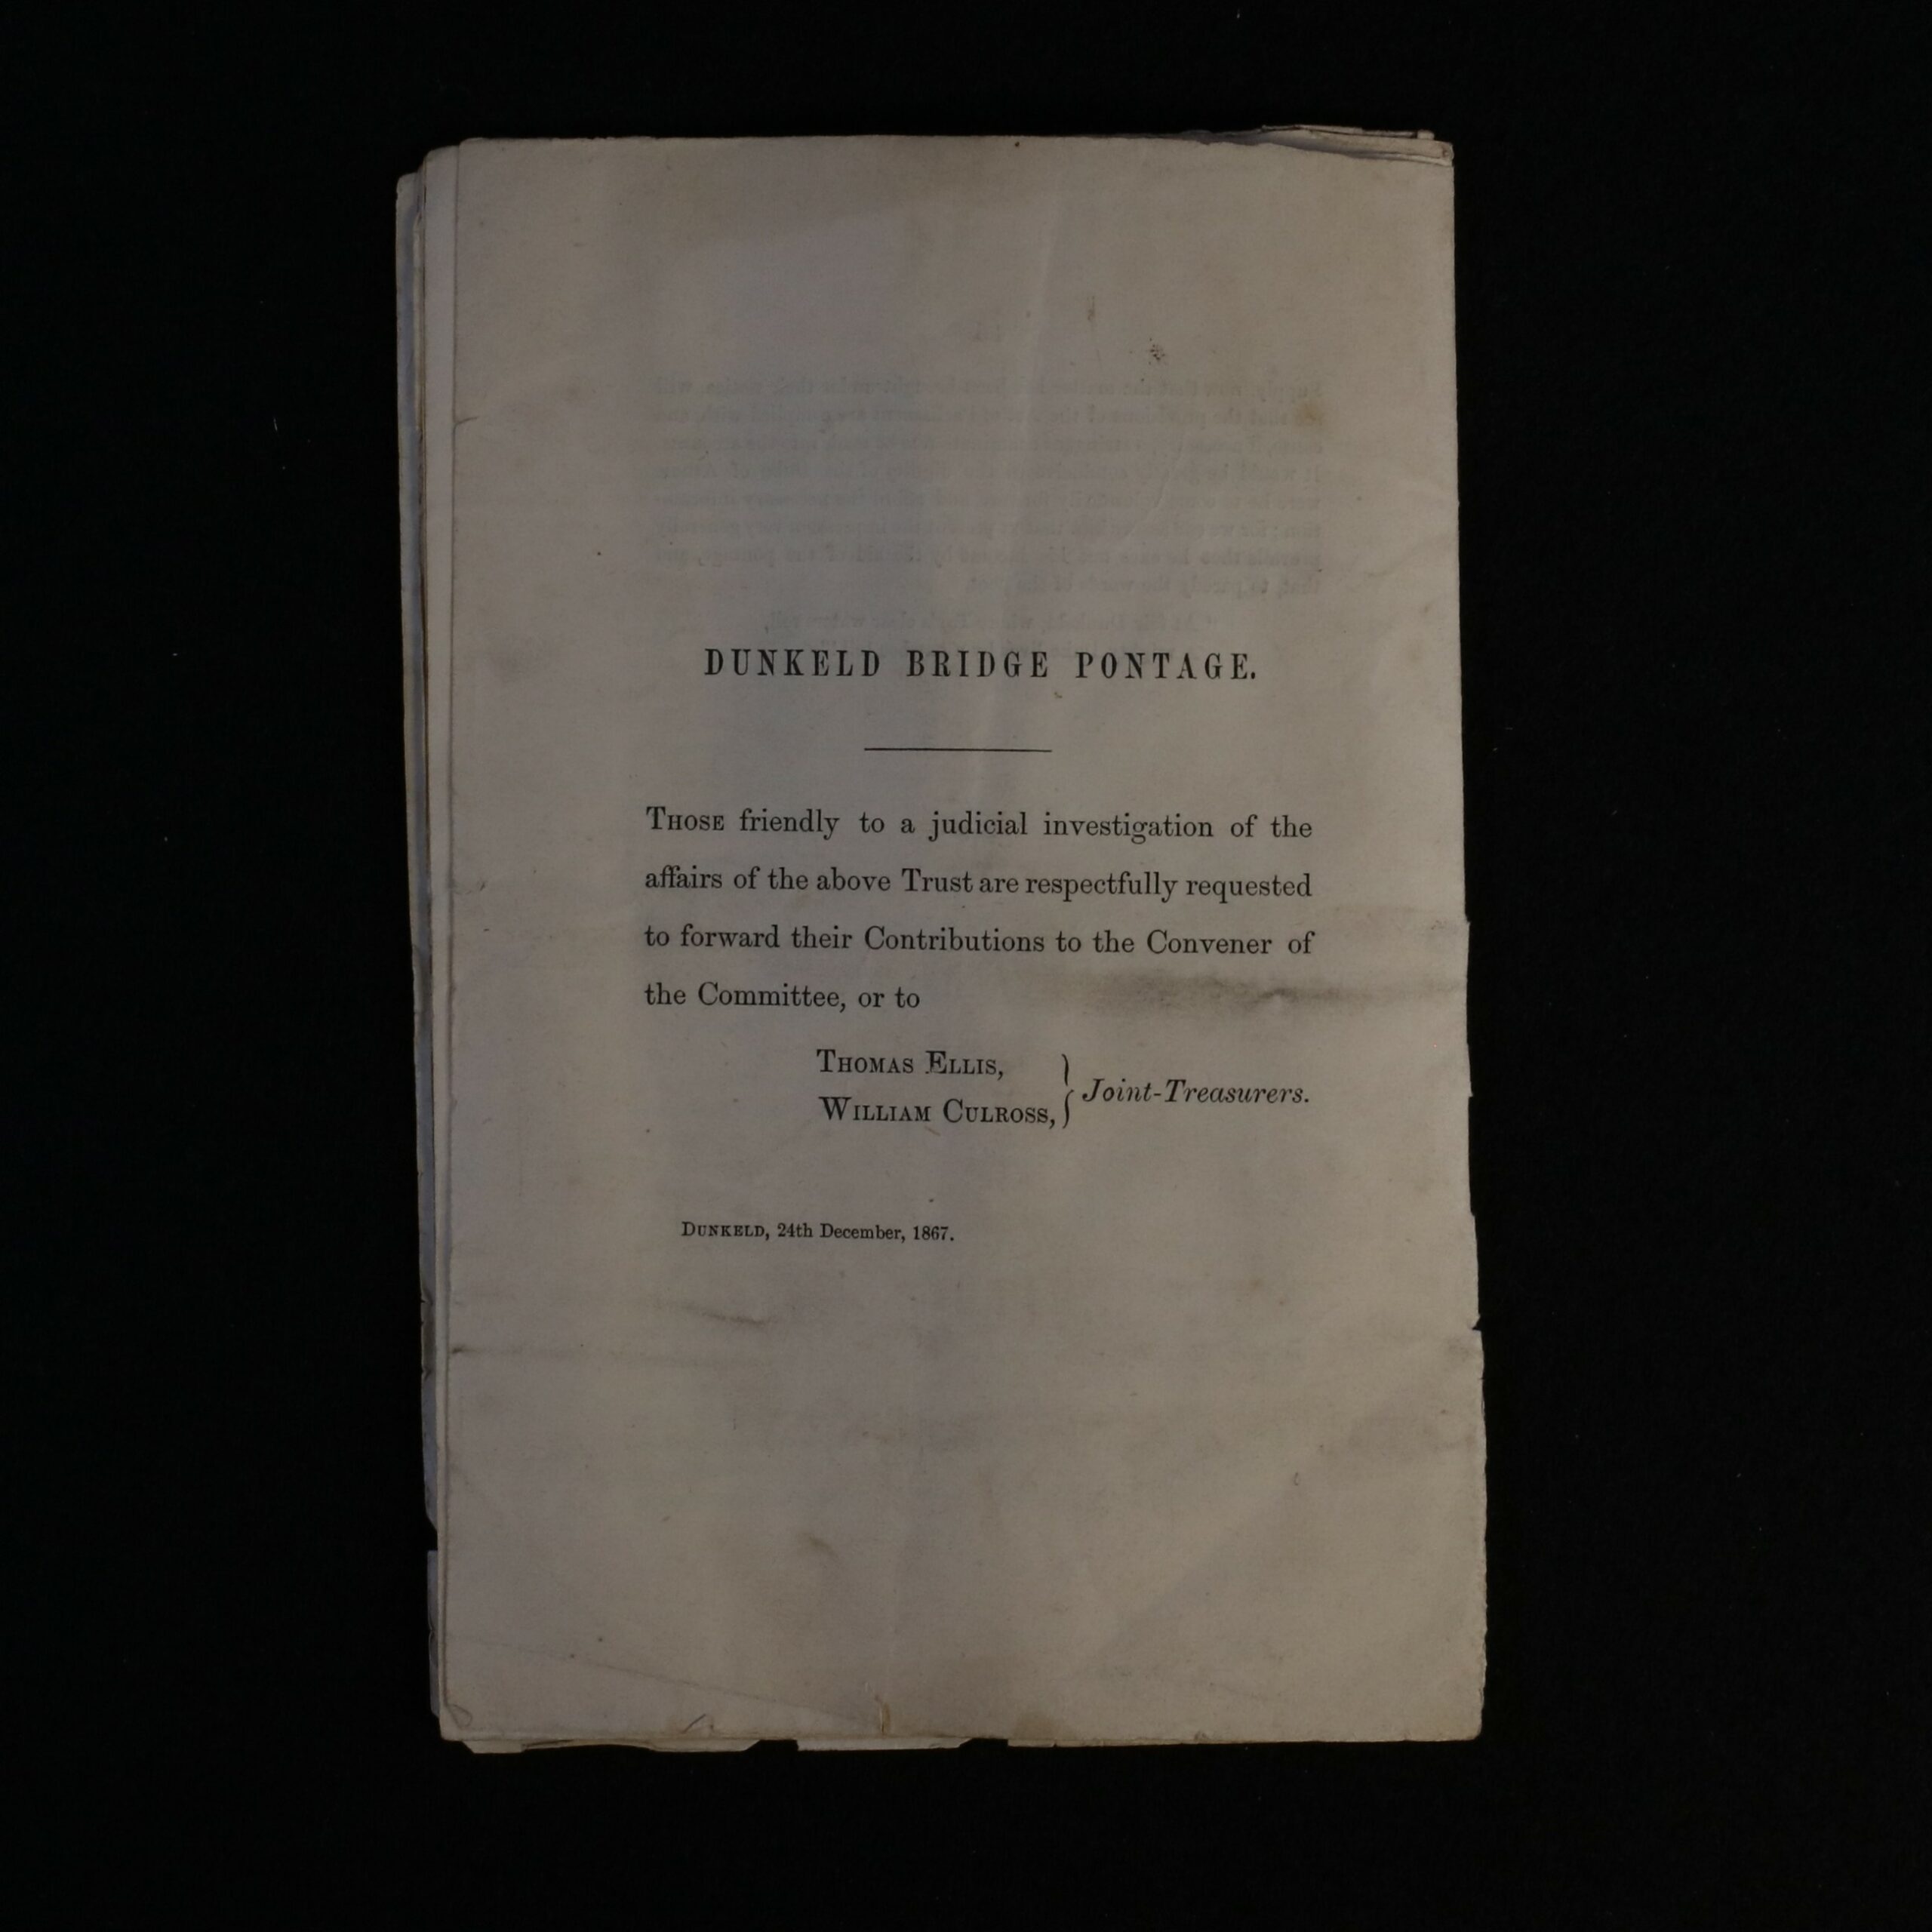 DUNKELD BRIDGE PONTAGE.
THOSE friendly to a judicial investigation of the
affairs of the above Trust are respectfully requested
to forward their Contributions to the Convener of
the Committee, or to
THOMAS ELLIS,
WILLIAM CULROSS, } Joint-Treasurers.
DUNKELD, 24th December, 1867.